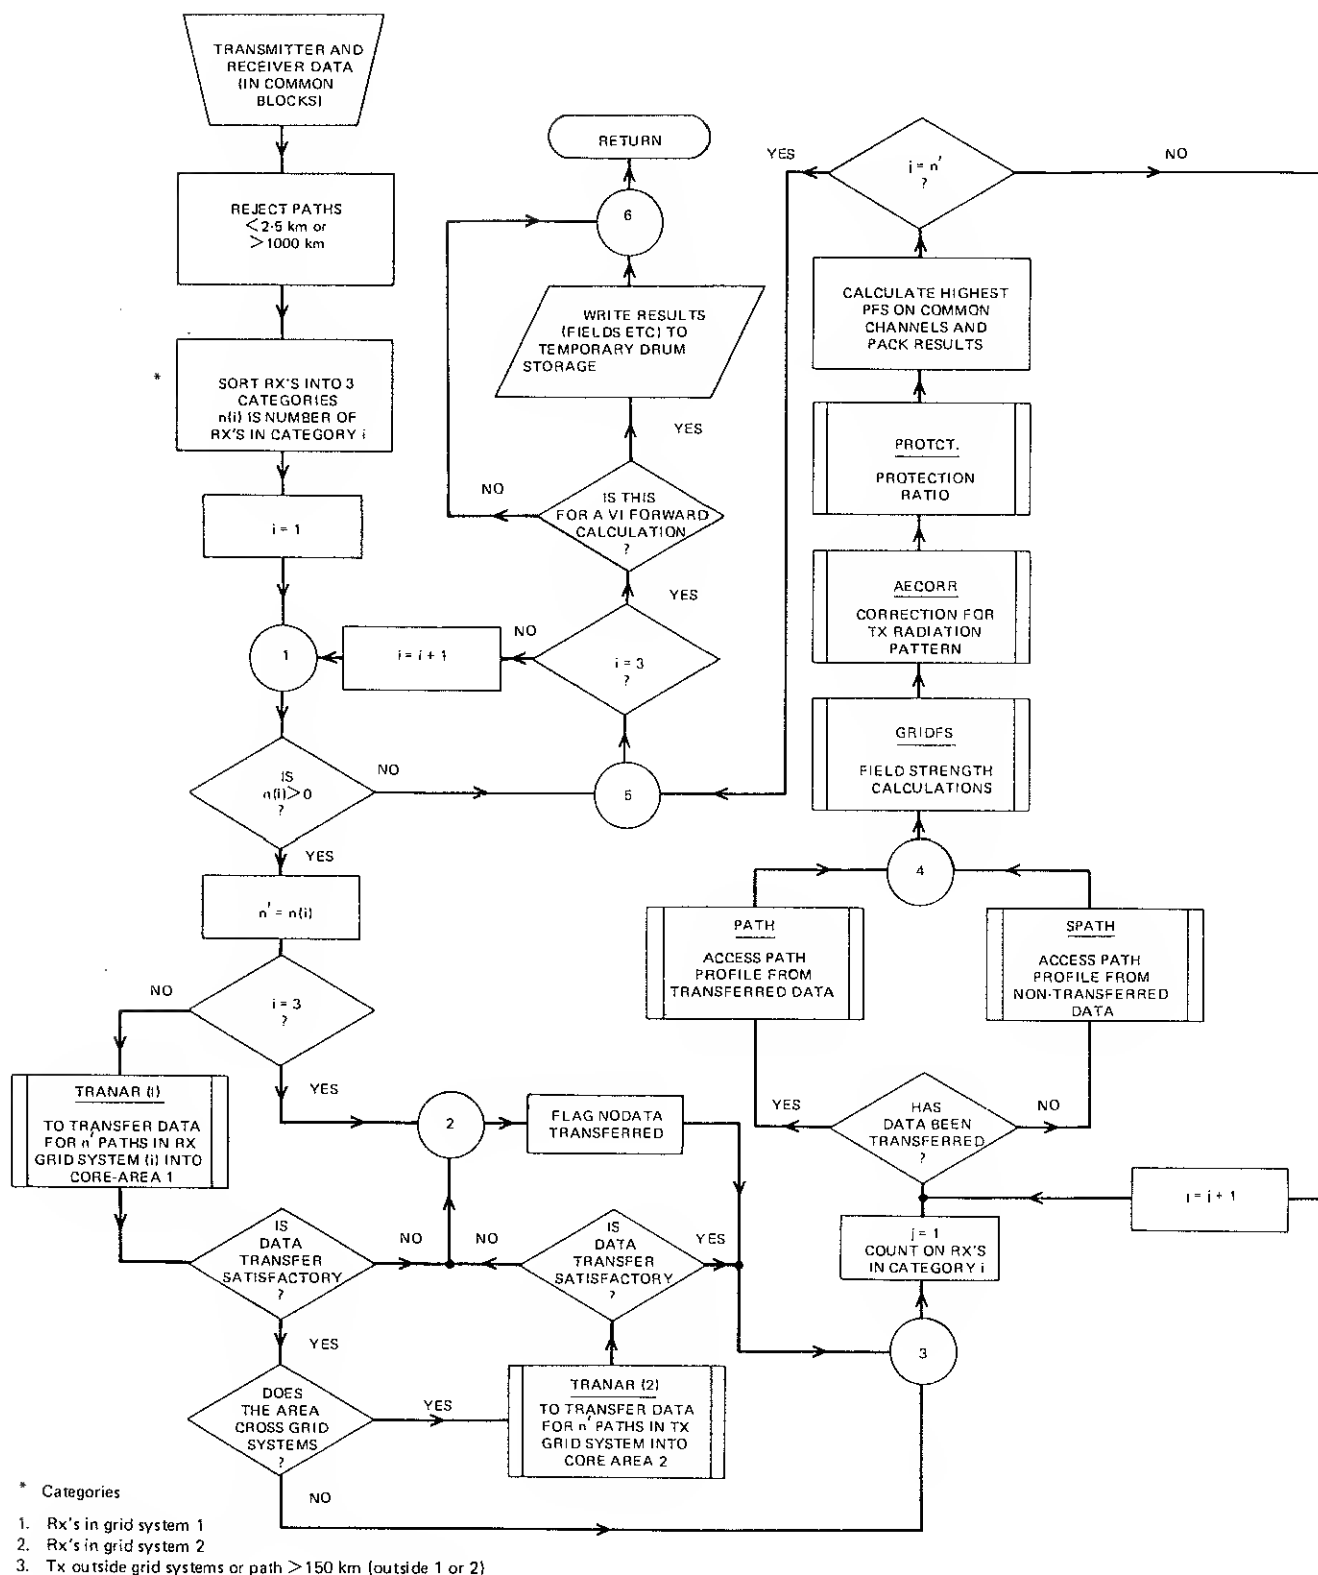 TRANSMITTER AND
RECEIVER DATA
(IN COMMON
BLOCKS)
REJECT PATHS
<2·5 km or
>1000 km
*
SORT RX'S INTO 3
CATEGORIES
n(i) IS NUMBER OF
RX'S IN CATEGORY i
i = 1
1
IS
n(i)>0
?
NO
YES
n' = n(i)
i = 3
?
NO
YES
TRANAR (i)
TO TRANSFER DATA
FOR n' PATHS IN RX
GRID SYSTEM (i) INTO
CORE-AREA 1
IS
DATA
TRANSFER
SATISFACTORY
?
NO
YES
DOES
THE AREA
CROSS GRID
SYSTEMS
?
YES
NO
TRANAR (2)
TO TRANSFER DATA
FOR n' PATHS IN TX
GRID SYSTEM INTO
CORE AREA 2
IS
DATA
TRANSFER
SATISFACTORY
?
NO
YES
2
FLAG NODATA
TRANSFERRED
3
j = 1
COUNT ON RX'S
IN CATEGORY i
j = j + 1
HAS
DATA BEEN
TRANSFERRED
?
YES
NO
PATH
ACCESS PATH
PROFILE FROM
TRANSFERRED DATA
SPATH
ACCESS PATH
PROFILE FROM
NON-TRANSFERRED
DATA
4
GRIDFS
FIELD STRENGTH
CALCULATIONS
AECORR
CORRECTION FOR
TX RADIATION
PATTERN
PROTCT.
PROTECTION
RATIO
CALCULATE HIGHEST
PFS ON COMMON
CHANNELS AND
PACK RESULTS
j = n'
?
YES
NO
5
i = 3
?
NO
YES
i = i + 1
IS THIS
FOR A VI FORWARD
CALCULATION
?
NO
YES
WRITE RESULTS
(FIELDS ETC) TO
TEMPORARY DRUM
STORAGE
6
RETURN
* Categories
1. Rx's in grid system 1
2. Rx's in grid system 2
3. Tx outside grid systems or path >150 km (outside 1 or 2)